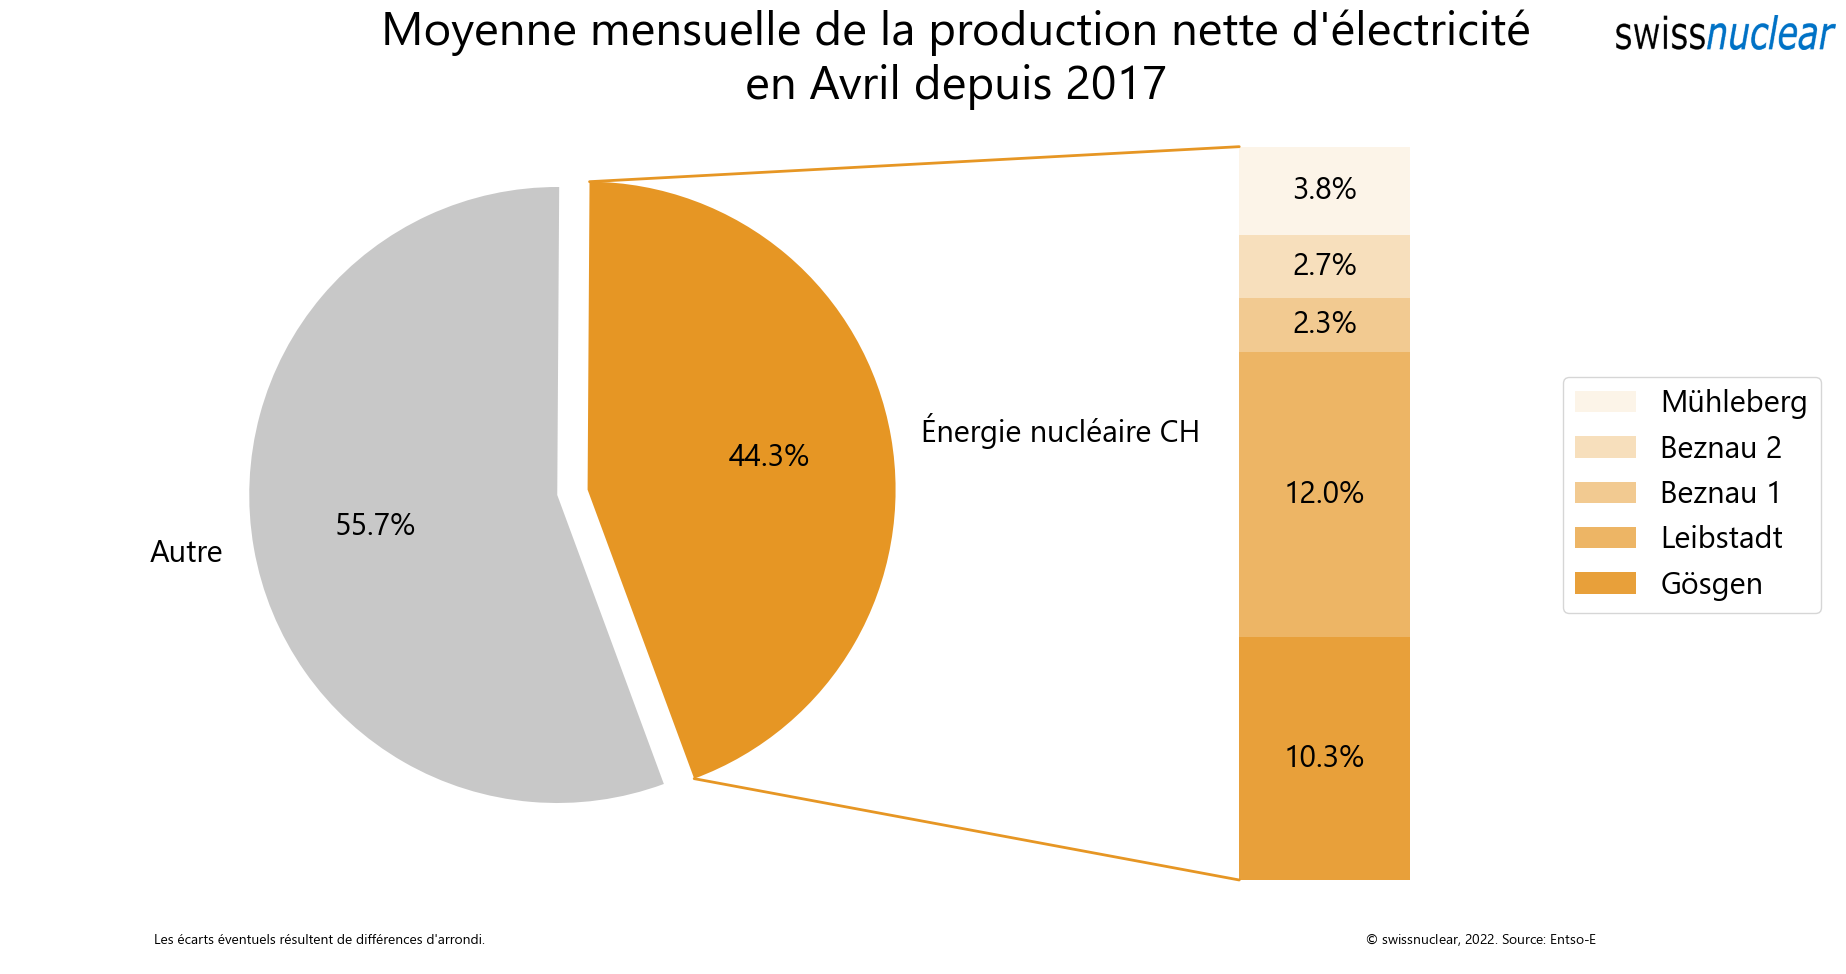 Moyenne mensuelle de la production nette d'électricité
en Avril depuis 2017
swissnuclear
3.8%
2.7%
2.3%
12.0%
10.3%
Énergie nucléaire CH
44.3%
55.7%
Autre
Mühleberg
Beznau 2
Beznau 1
Leibstadt
Gösgen
Les écarts éventuels résultent de différences d'arrondi.
© swissnuclear, 2022. Source: Entso-E